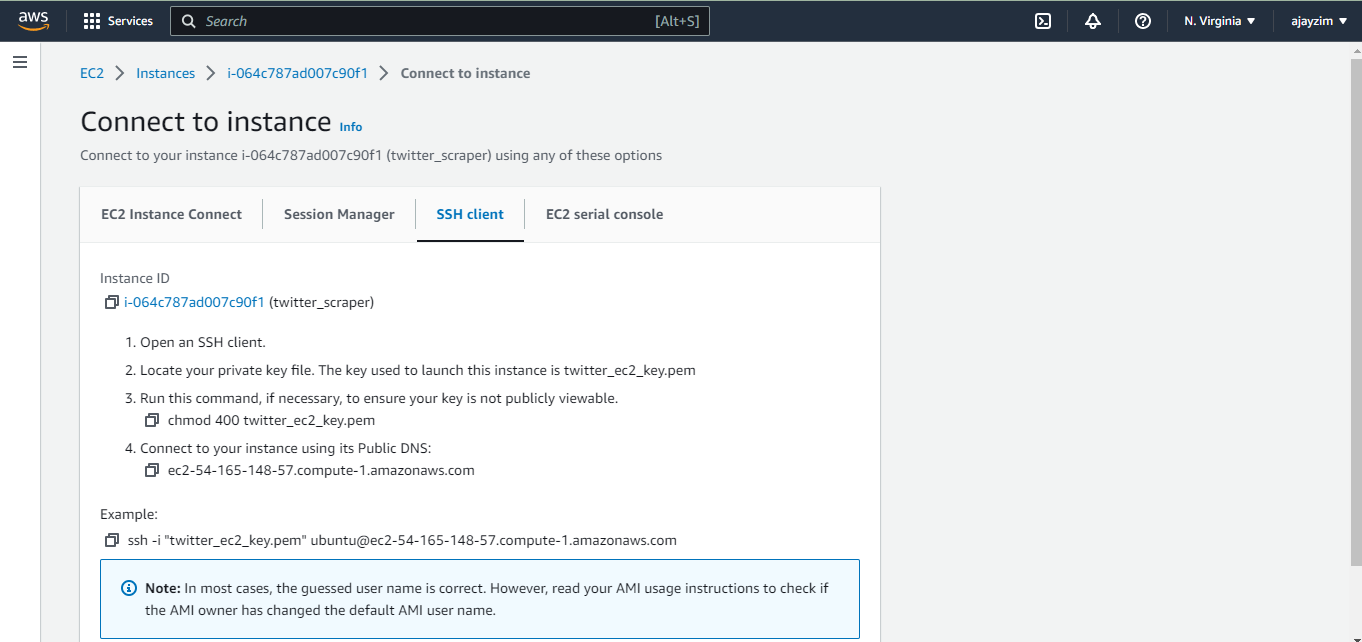 aws Services Search [Alt+S] N. Virginia ajayzim
EC2 Instances i-064c787ad007c90f1 Connect to instance
Connect to instance Info
Connect to your instance i-064c787ad007c90f1 (twitter_scraper) using any of these options
EC2 Instance Connect Session Manager SSH client EC2 serial console
Instance ID
i-064c787ad007c90f1 (twitter_scraper)
1. Open an SSH client.
2. Locate your private key file. The key used to launch this instance is twitter_ec2_key.pem
3. Run this command, if necessary, to ensure your key is not publicly viewable.
chmod 400 twitter_ec2_key.pem
4. Connect to your instance using its Public DNS:
ec2-54-165-148-57.compute-1.amazonaws.com
Example:
ssh -i "twitter_ec2_key.pem" ubuntu@ec2-54-165-148-57.compute-1.amazonaws.com
Note: In most cases, the guessed user name is correct. However, read your AMI usage instructions to check if
the AMI owner has changed the default AMI user name.